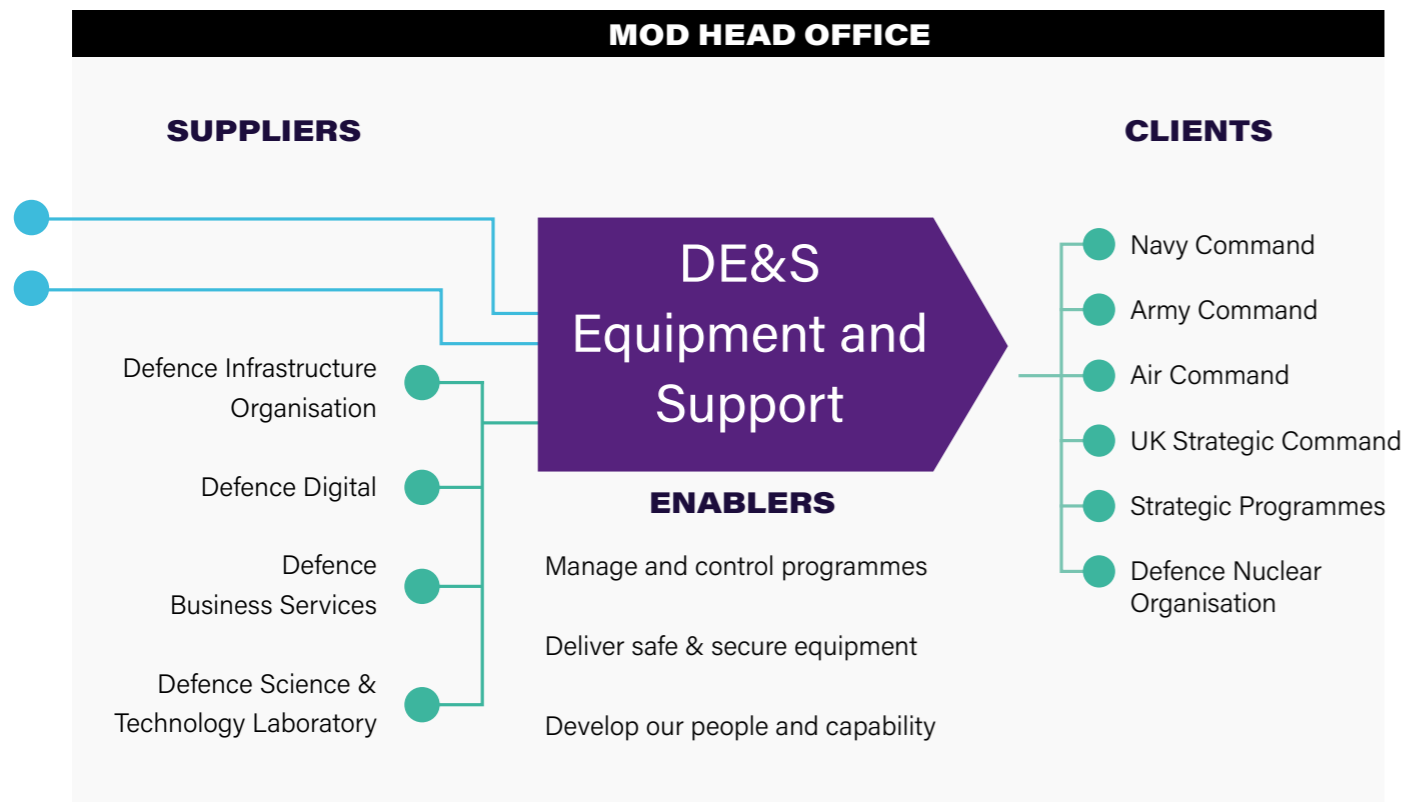 MOD HEAD OFFICE
SUPPLIERS
Defence Infrastructure
Organisation
Defence Digital
Defence
Business Services
Defence Science &
Technology Laboratory
DE&S
Equipment and
Support
ENABLERS
Manage and control programmes
Deliver safe & secure equipment
Develop our people and capability
CLIENTS
Navy Command
Army Command
Air Command
UK Strategic Command
Strategic Programmes
Defence Nuclear
Organisation